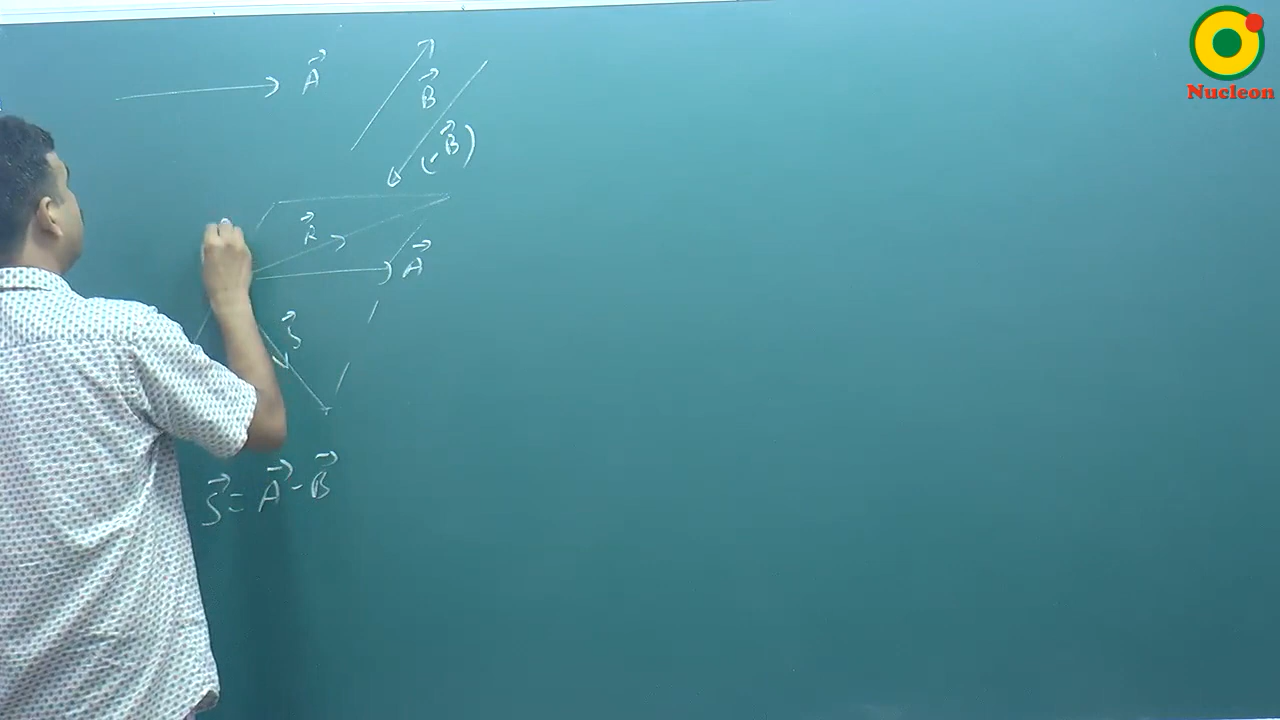 Nucleon
A⃗
B⃗
(-B⃗)
R⃗
A⃗
S⃗
S⃗ = A⃗ - B⃗